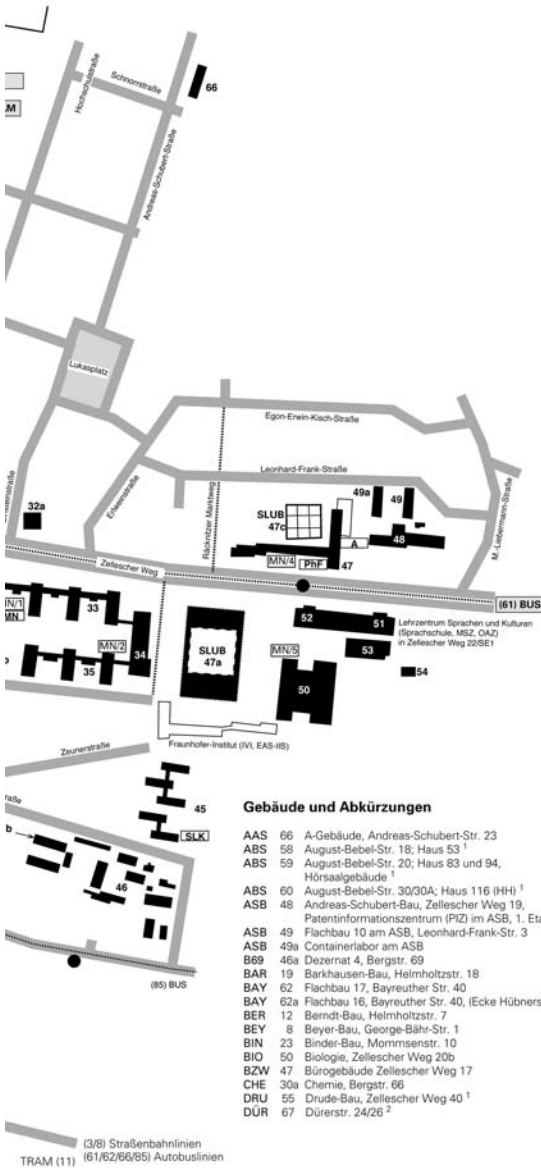 Hochschulstraße
Schnorrstraße
66
Andreas-Schubert-Straße
Lukasplatz
Egon-Erwin-Kisch-Straße
Leonhard-Frank-Straße
Erlweinstraße
Räcknitzer Marktweg
M.-Liebermann-Straße
32a
SLUB
47c
49a
49
48
A
MN/4
PhF
47
Zellescher Weg
(61) BUS
33
MN/2
34
35
SLUB
47a
52
51
53
MN/5
50
54
Lehrzentrum Sprachen und Kulturen
(Sprachschule, MSZ, OAZ)
in Zellescher Weg 22/SE1
Fraunhofer-Institut (IVI, EAS-IIS)
Zeunerstraße
45
SLK
b
46
(85) BUS
Gebäude und Abkürzungen
AAS 66 A-Gebäude, Andreas-Schubert-Str. 23
ABS 58 August-Bebel-Str. 18; Haus 53 1
ABS 59 August-Bebel-Str. 20; Haus 83 und 94,
Hörsaalgebäude 1
ABS 60 August-Bebel-Str. 30/30A; Haus 116 (HH) 1
ASB 48 Andreas-Schubert-Bau, Zellescher Weg 19,
Patentinformationszentrum (PIZ) im ASB, 1. Eta
ASB 49 Flachbau 10 am ASB, Leonhard-Frank-Str. 3
ASB 49a Containerlabor am ASB
B69 46a Dezernat 4, Bergstr. 69
BAR 19 Barkhausen-Bau, Helmholtzstr. 18
BAY 62 Flachbau 17, Bayreuther Str. 40
BAY 62a Flachbau 16, Bayreuther Str. 40, (Ecke Hübners
BER 12 Berndt-Bau, Helmholtzstr. 7
BEY 8 Beyer-Bau, George-Bähr-Str. 1
BIN 23 Binder-Bau, Mommsenstr. 10
BIO 50 Biologie, Zellescher Weg 20b
BZW 47 Bürogebäude Zellescher Weg 17
CHE 30a Chemie, Bergstr. 66
DRU 55 Drude-Bau, Zellescher Weg 40 1
DÜR 67 Dürerstr. 24/26 2
(3/8) Straßenbahnlinien
TRAM (11) (61/62/66/85) Autobuslinien